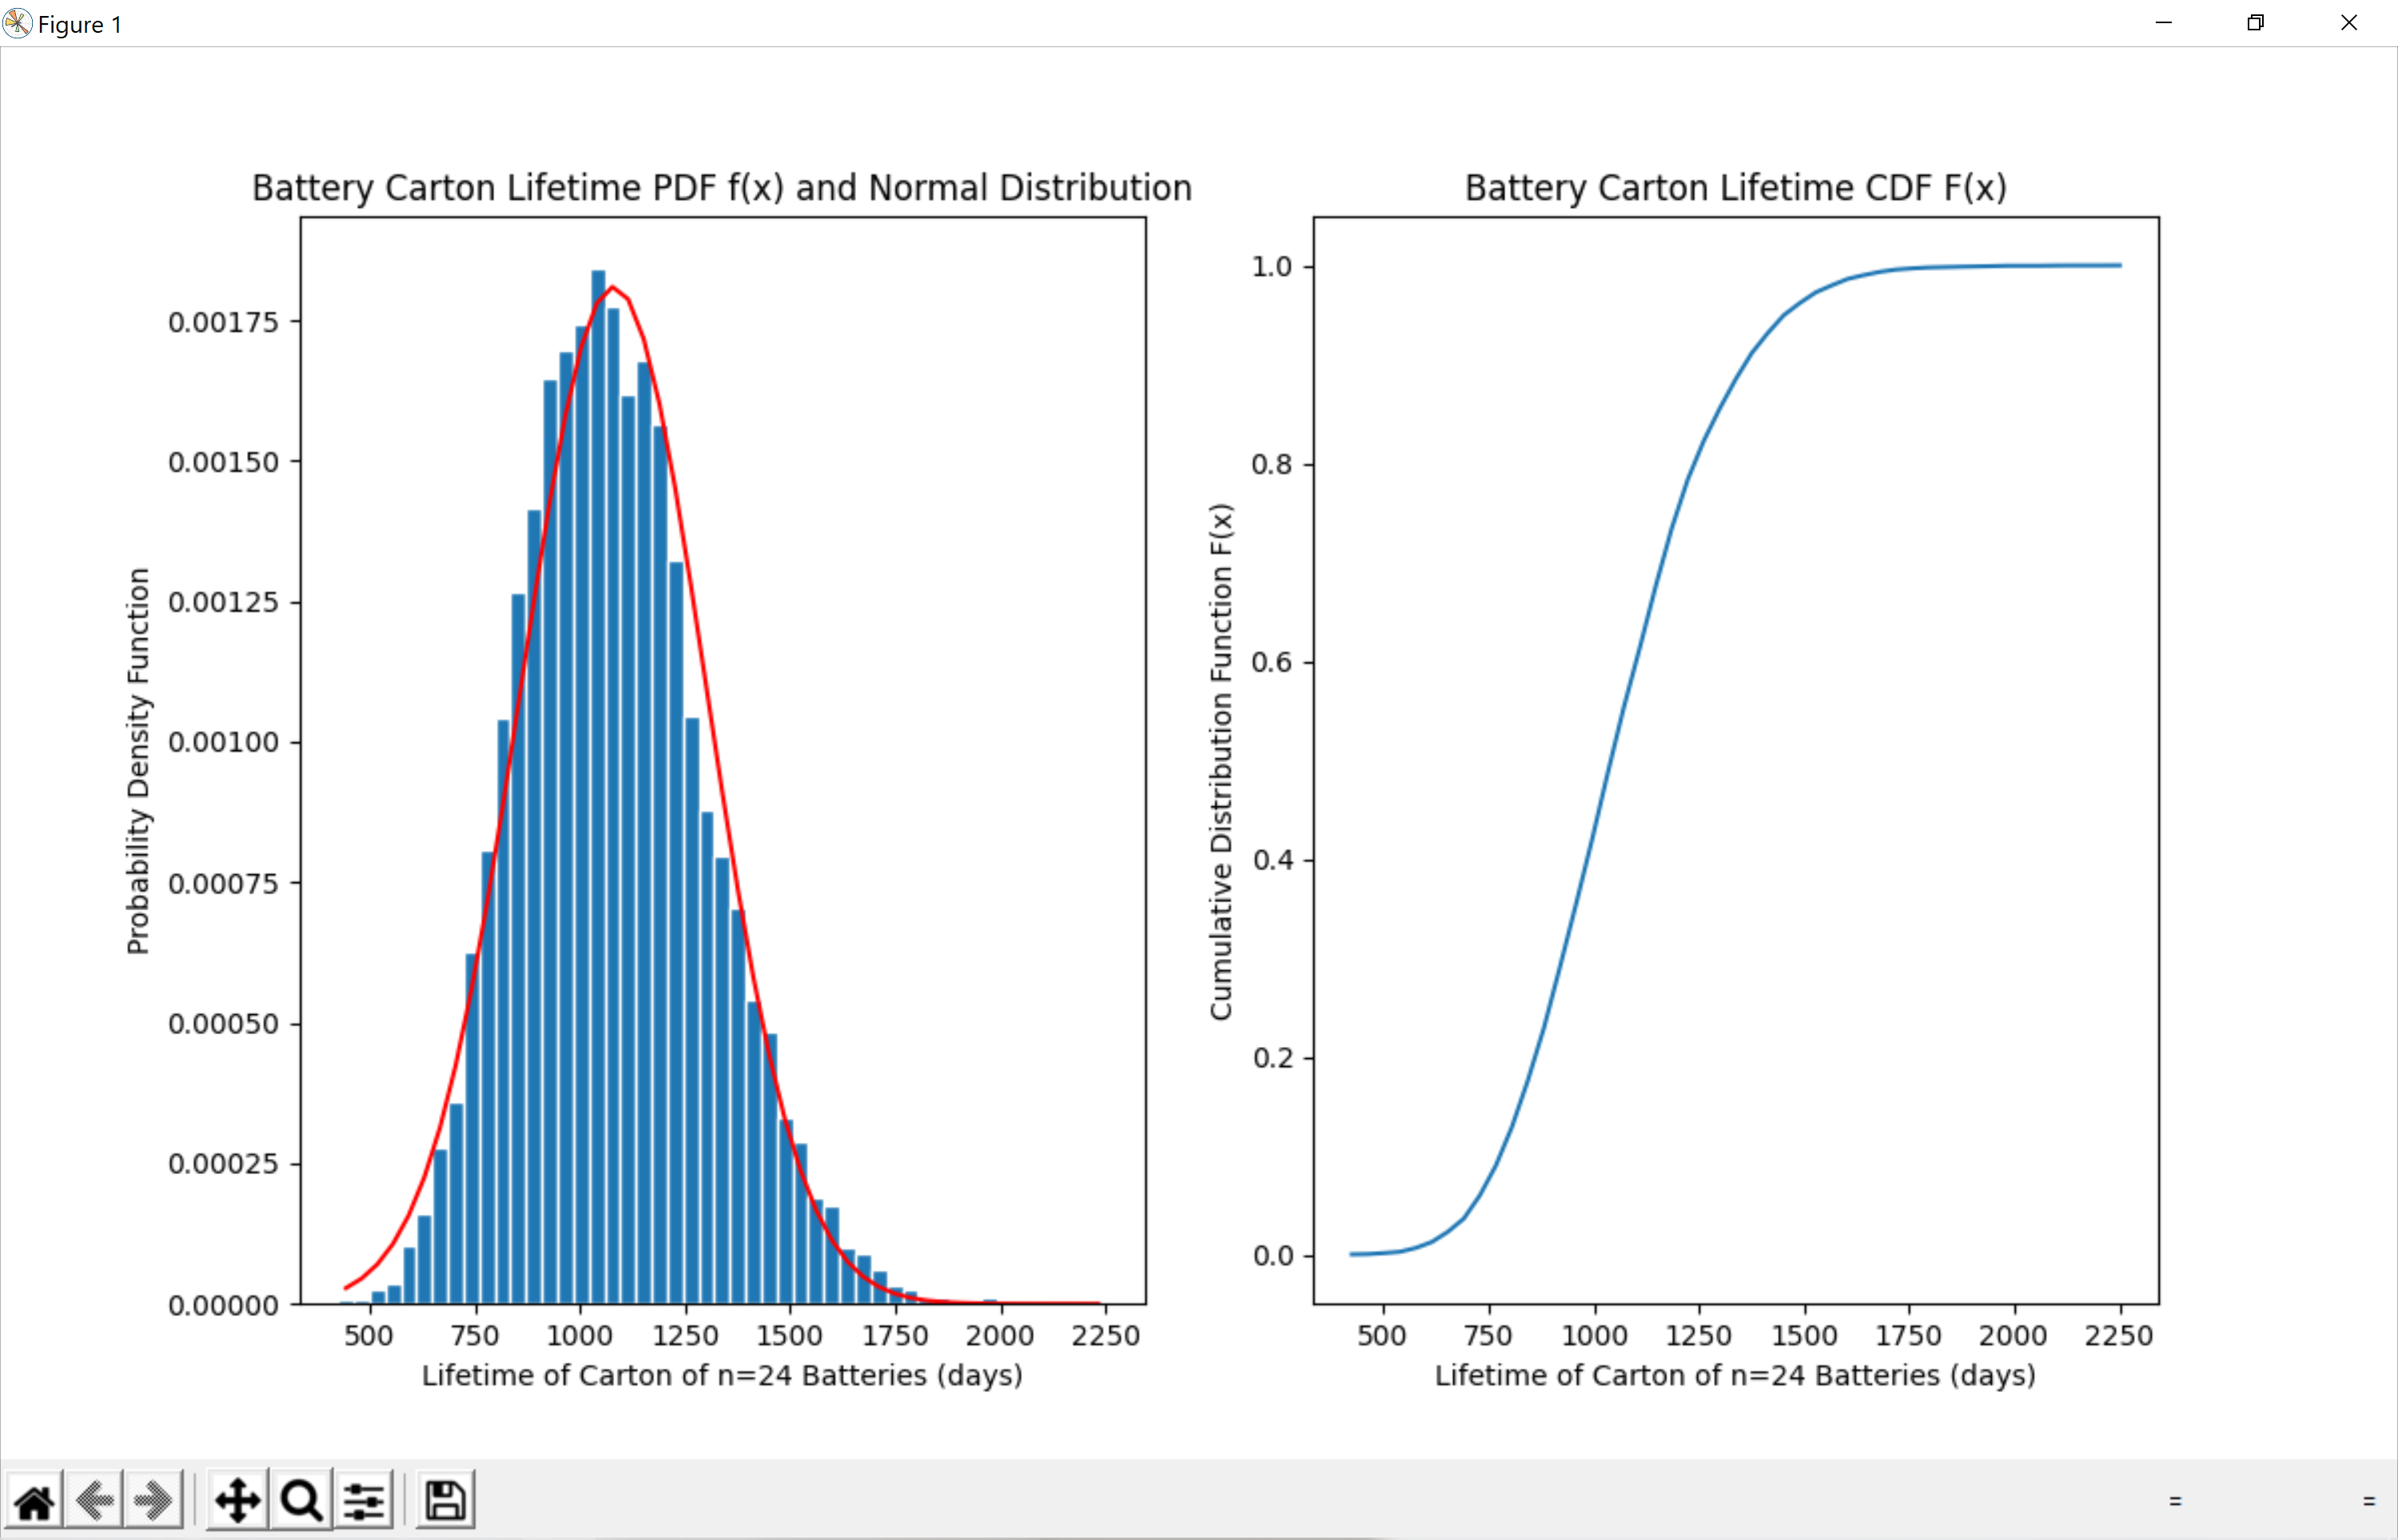 Figure 1
Battery Carton Lifetime PDF f(x) and Normal Distribution
Probability Density Function
0.00175
0.00150
0.00125
0.00100
0.00075
0.00050
0.00025
0.00000
500 750 1000 1250 1500 1750 2000 2250
Lifetime of Carton of n=24 Batteries (days)
Battery Carton Lifetime CDF F(x)
Cumulative Distribution Function F(x)
1.0
0.8
0.6
0.4
0.2
0.0
500 750 1000 1250 1500 1750 2000 2250
Lifetime of Carton of n=24 Batteries (days)
= =